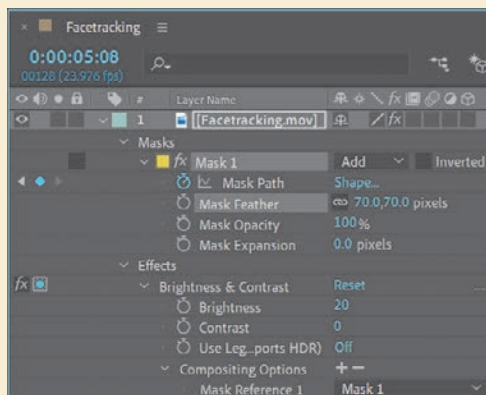 Facetracking
0:00:05:08
00128 (23.976 fps)
# Layer Name
1 [Facetracking.mov]
Masks
fx Mask 1 Add Inverted
Mask Path Shape...
Mask Feather 70.0,70.0 pixels
Mask Opacity 100%
Mask Expansion 0.0 pixels
Effects
fx Brightness & Contrast Reset ...
Brightness 20
Contrast 0
Use Leg...ports HDR) Off
Compositing Options + −
Mask Reference 1 Mask 1